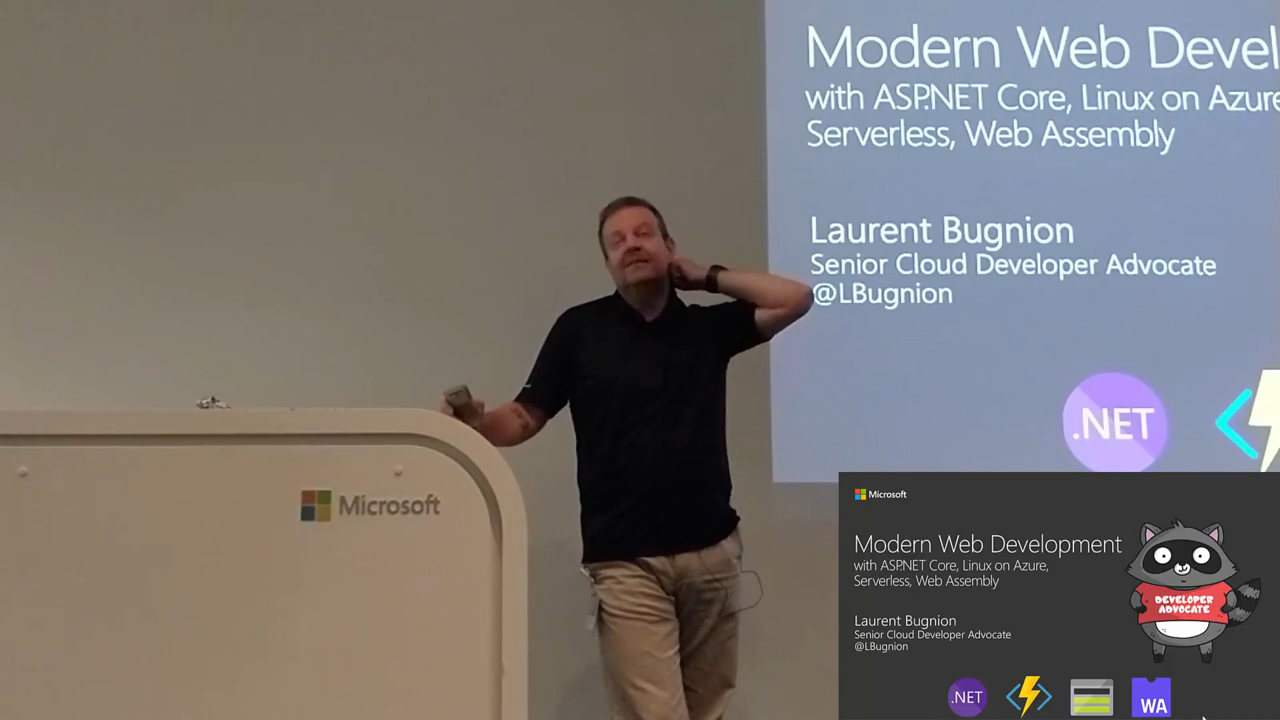 Modern Web Devel
with ASP.NET Core, Linux on Azure
Serverless, Web Assembly
Laurent Bugnion
Senior Cloud Developer Advocate
@LBugnion
.NET
Microsoft
Microsoft
Modern Web Development
with ASP.NET Core, Linux on Azure,
Serverless, Web Assembly
DEVELOPER
ADVOCATE
Laurent Bugnion
Senior Cloud Developer Advocate
@LBugnion
.NET
WA